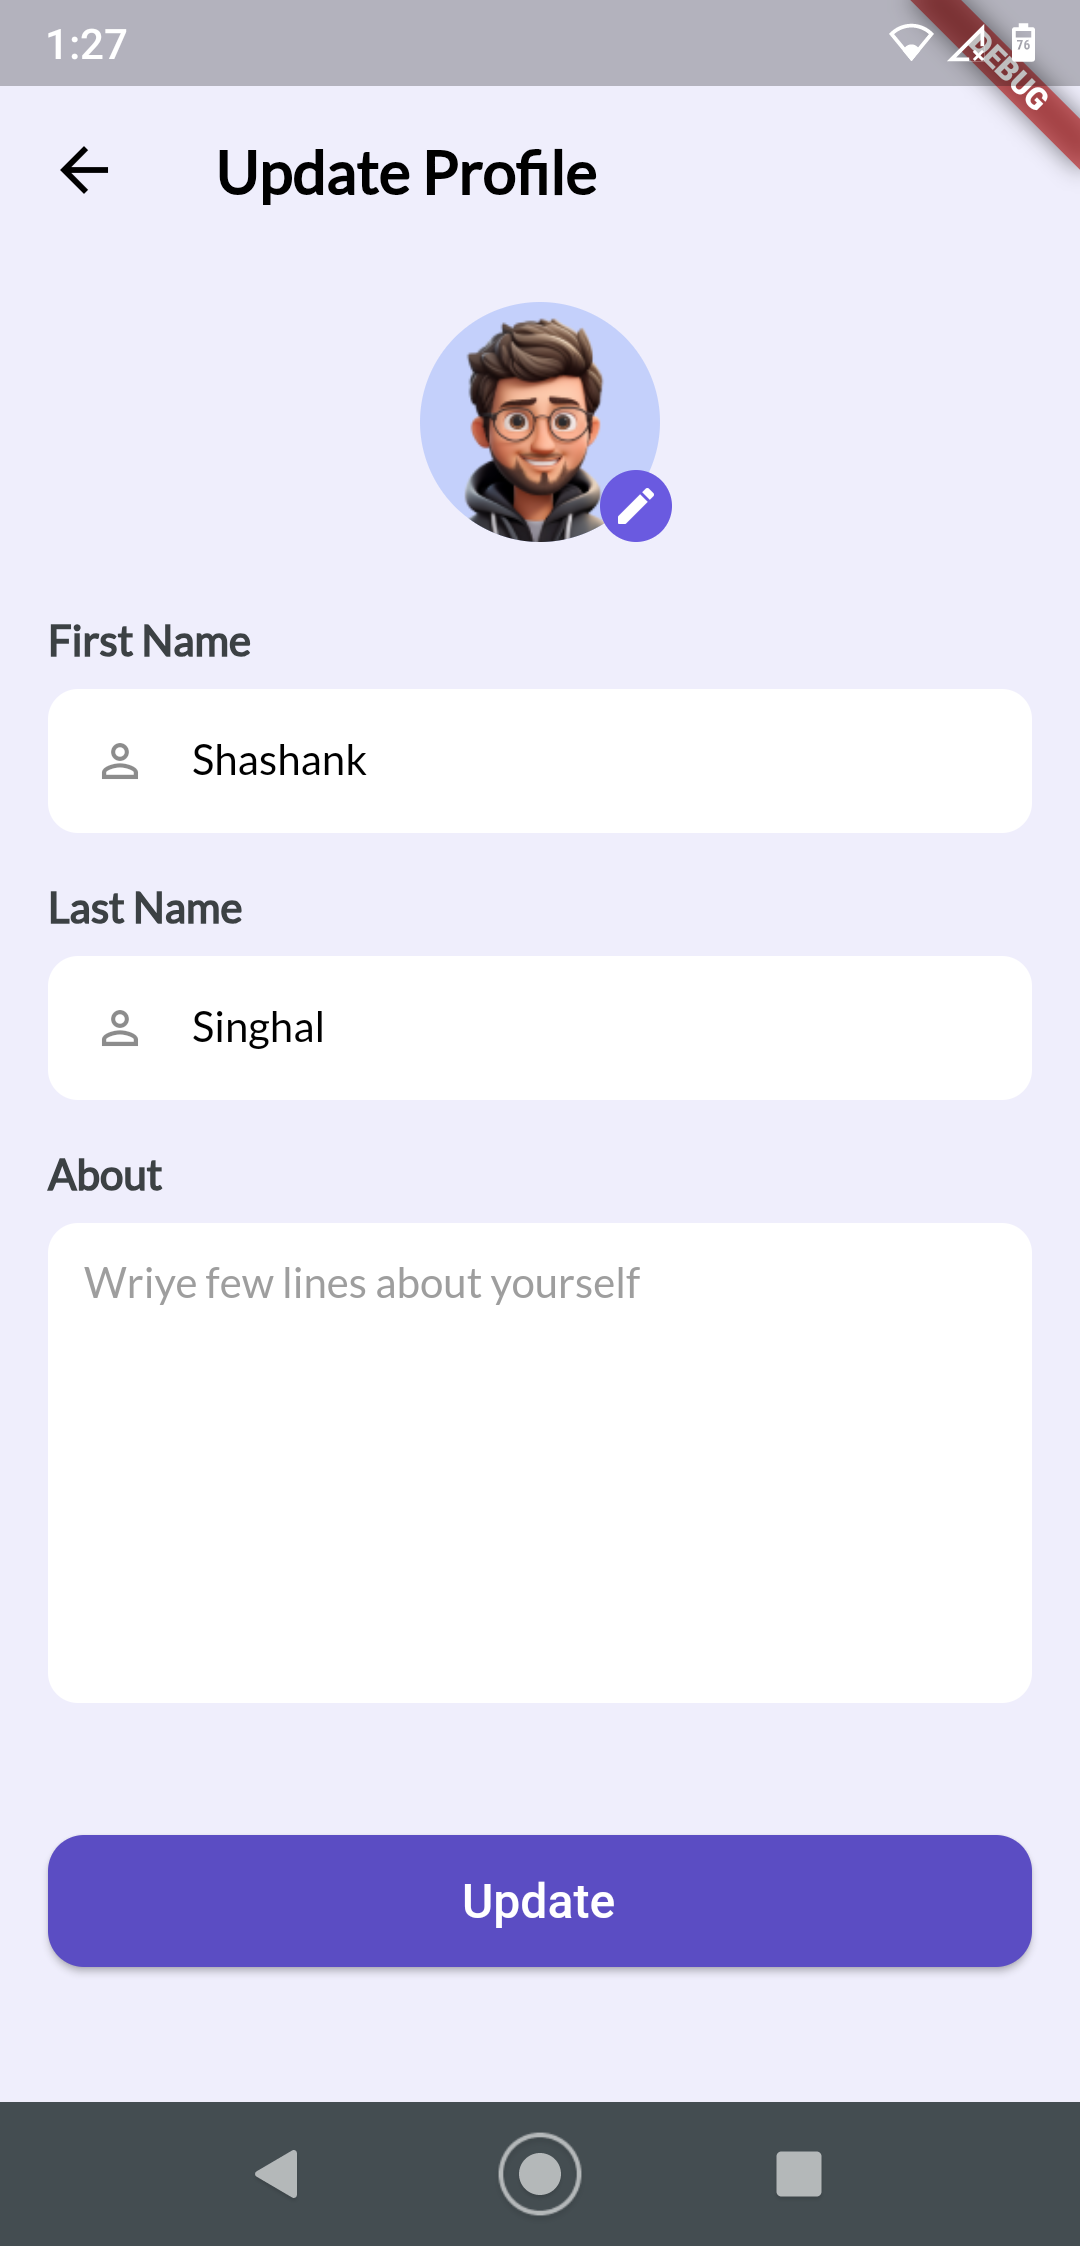 1:27
76
DEBUG
Update Profile
First Name
Shashank
Last Name
Singhal
About
Wriye few lines about yourself
Update